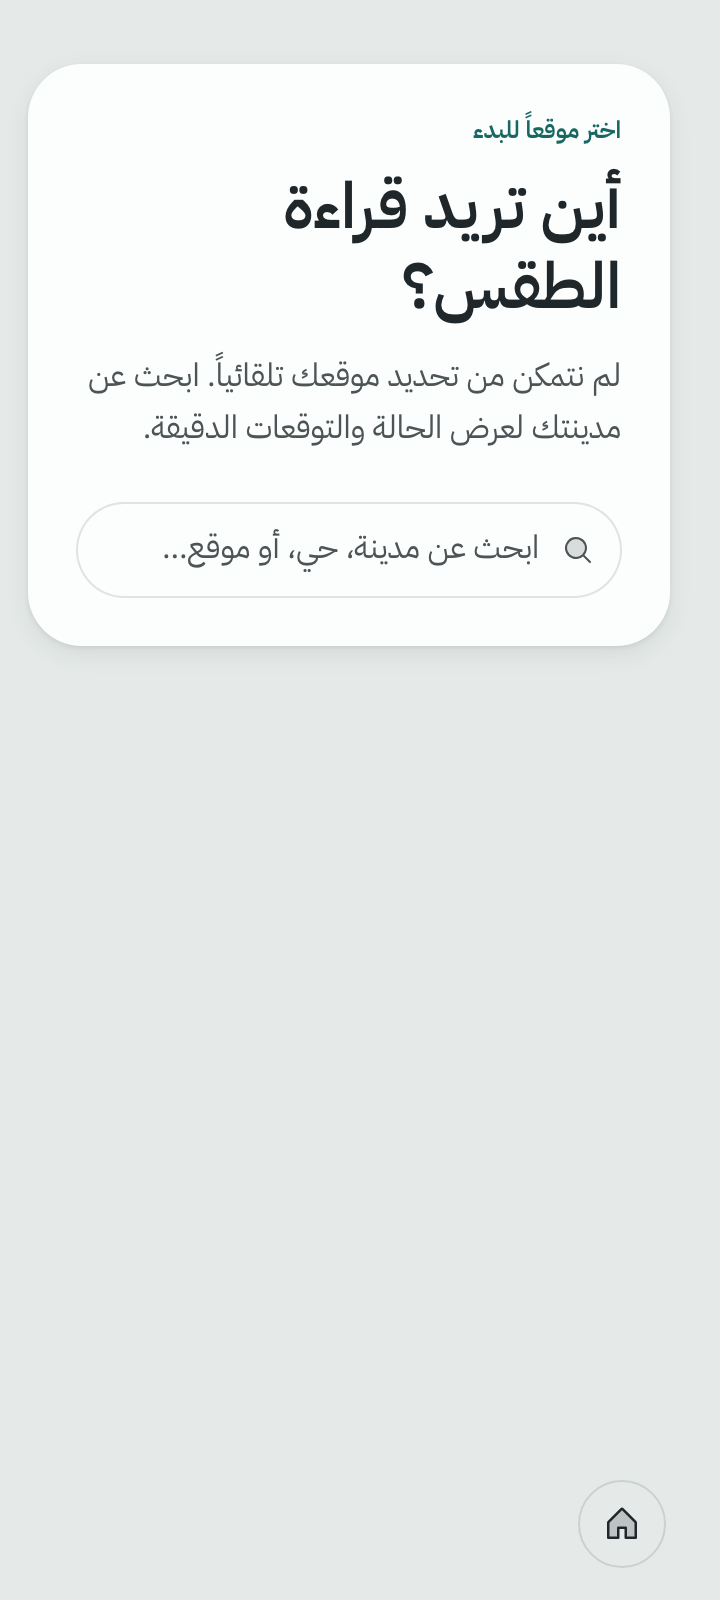 اختر موقعاً للبدء
أين تريد قراءة
الطقس؟
لم نتمكن من تحديد موقعك تلقائياً. ابحث عن
مدينتك لعرض الحالة والتوقعات الدقيقة.
ابحث عن مدينة، حي، أو موقع...